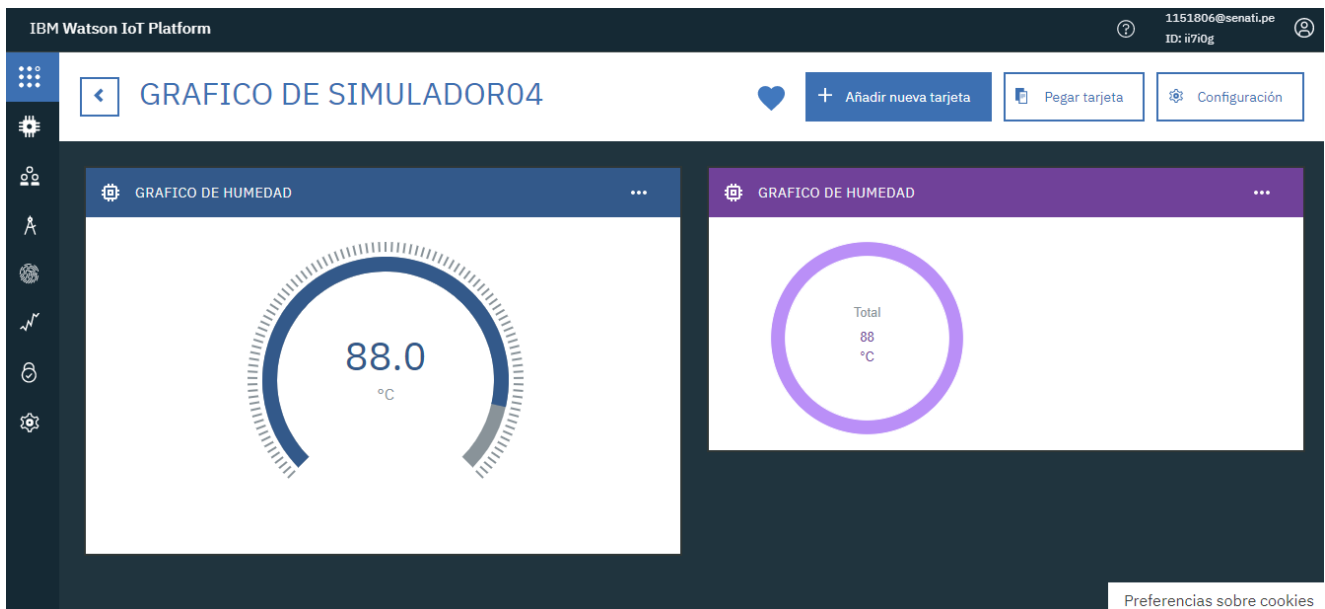 IBM Watson IoT Platform
1151806@senati.pe
ID: ii7i0g
GRAFICO DE SIMULADOR04
Añadir nueva tarjeta
Pegar tarjeta
Configuración
GRAFICO DE HUMEDAD
88.0
°C
GRAFICO DE HUMEDAD
Total
88
°C
Preferencias sobre cookies